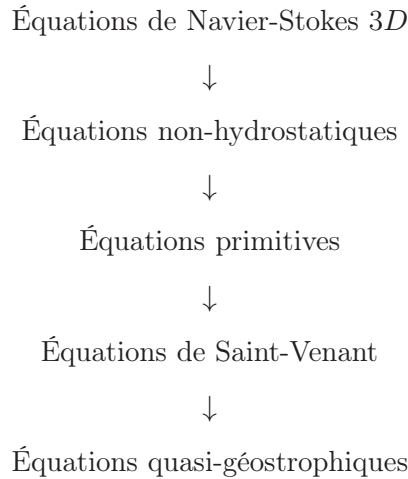 Équations de Navier-Stokes 3D
↓
Équations non-hydrostatiques
↓
Équations primitives
↓
Équations de Saint-Venant
↓
Équations quasi-géostrophiques